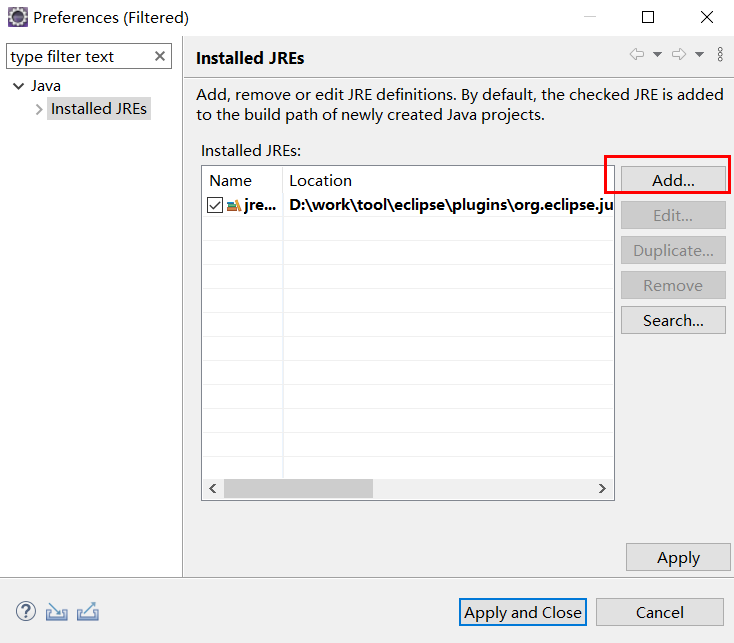 Preferences (Filtered)
type filter text
Java
Installed JREs
Installed JREs
Add, remove or edit JRE definitions. By default, the checked JRE is added
to the build path of newly created Java projects.
Installed JREs:
Name Location
jre... D:\work\tool\eclipse\plugins\org.eclipse.ju
Add...
Edit...
Duplicate...
Remove
Search...
Apply
?
Apply and Close Cancel